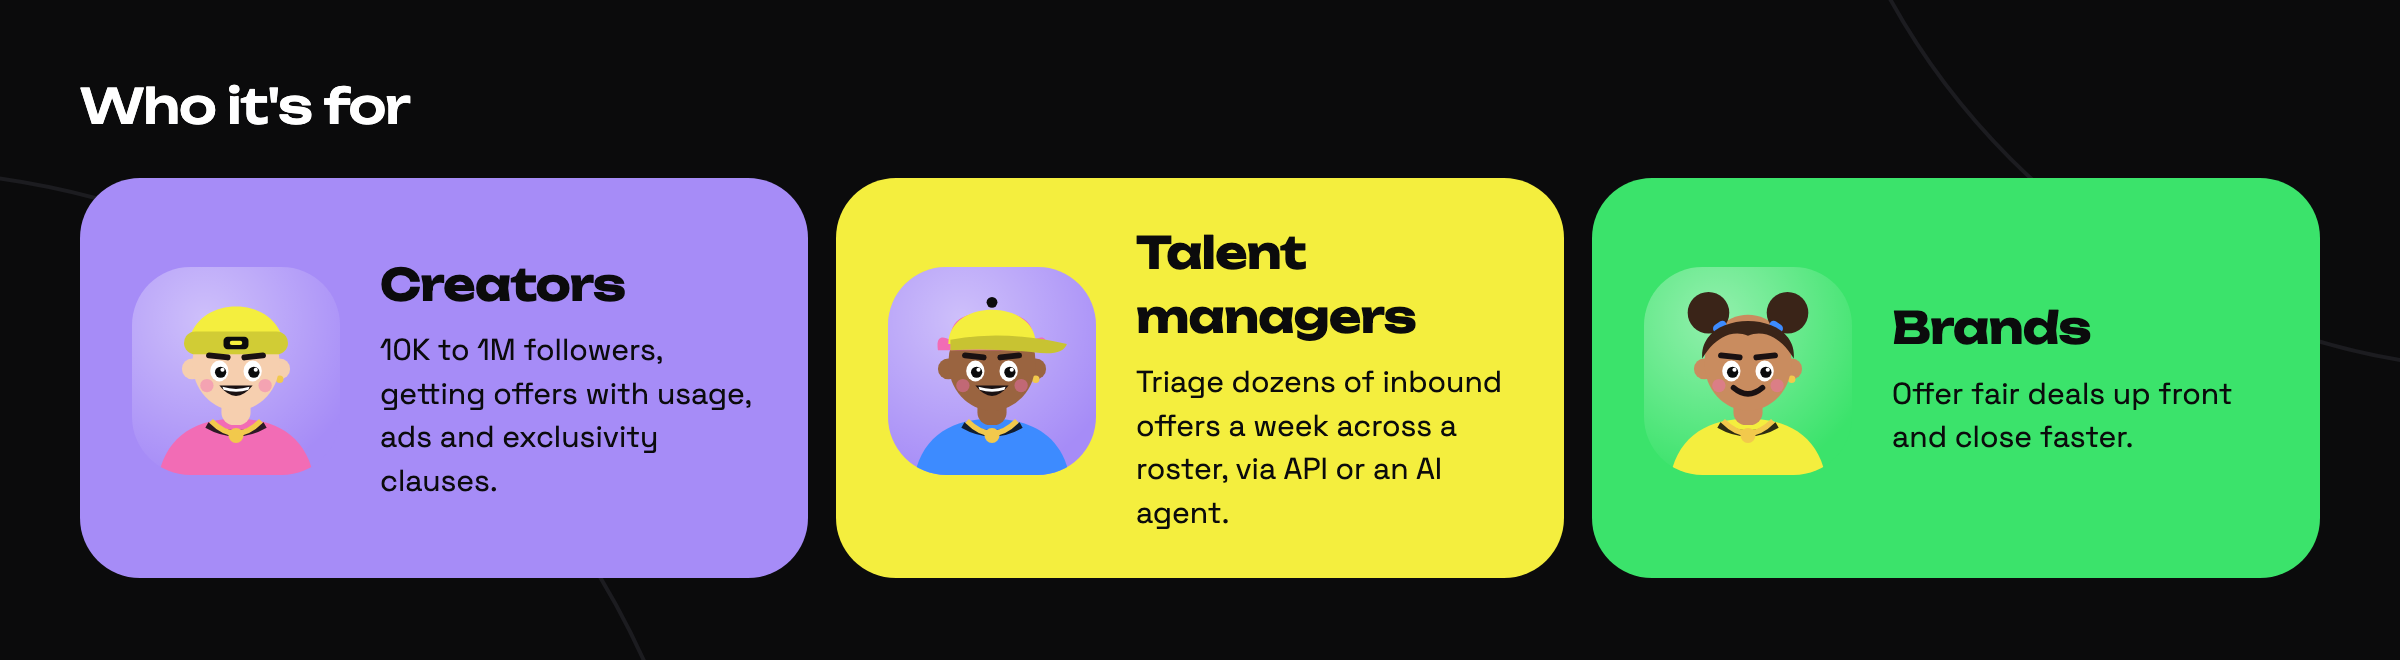 Who it's for
Creators
10K to 1M followers,
getting offers with usage,
ads and exclusivity
clauses.
Talent
managers
Triage dozens of inbound
offers a week across a
roster, via API or an AI
agent.
Brands
Offer fair deals up front
and close faster.